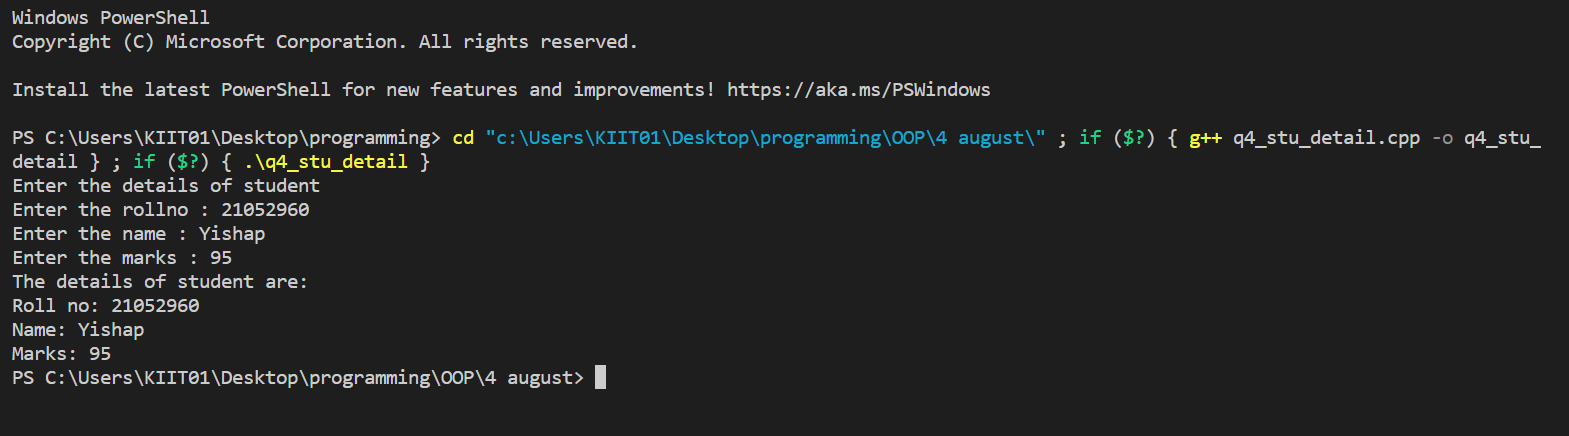 Windows PowerShell
Copyright (C) Microsoft Corporation. All rights reserved.
Install the latest PowerShell for new features and improvements! https://aka.ms/PSWindows
PS C:\Users\KIIT01\Desktop\programming> cd "c:\Users\KIIT01\Desktop\programming\OOP\4 august\" ; if ($?) { g++ q4_stu_detail.cpp -o q4_stu_
detail } ; if ($?) { .\q4_stu_detail }
Enter the details of student
Enter the rollno : 21052960
Enter the name : Yishap
Enter the marks : 95
The details of student are:
Roll no: 21052960
Name: Yishap
Marks: 95
PS C:\Users\KIIT01\Desktop\programming\OOP\4 august>